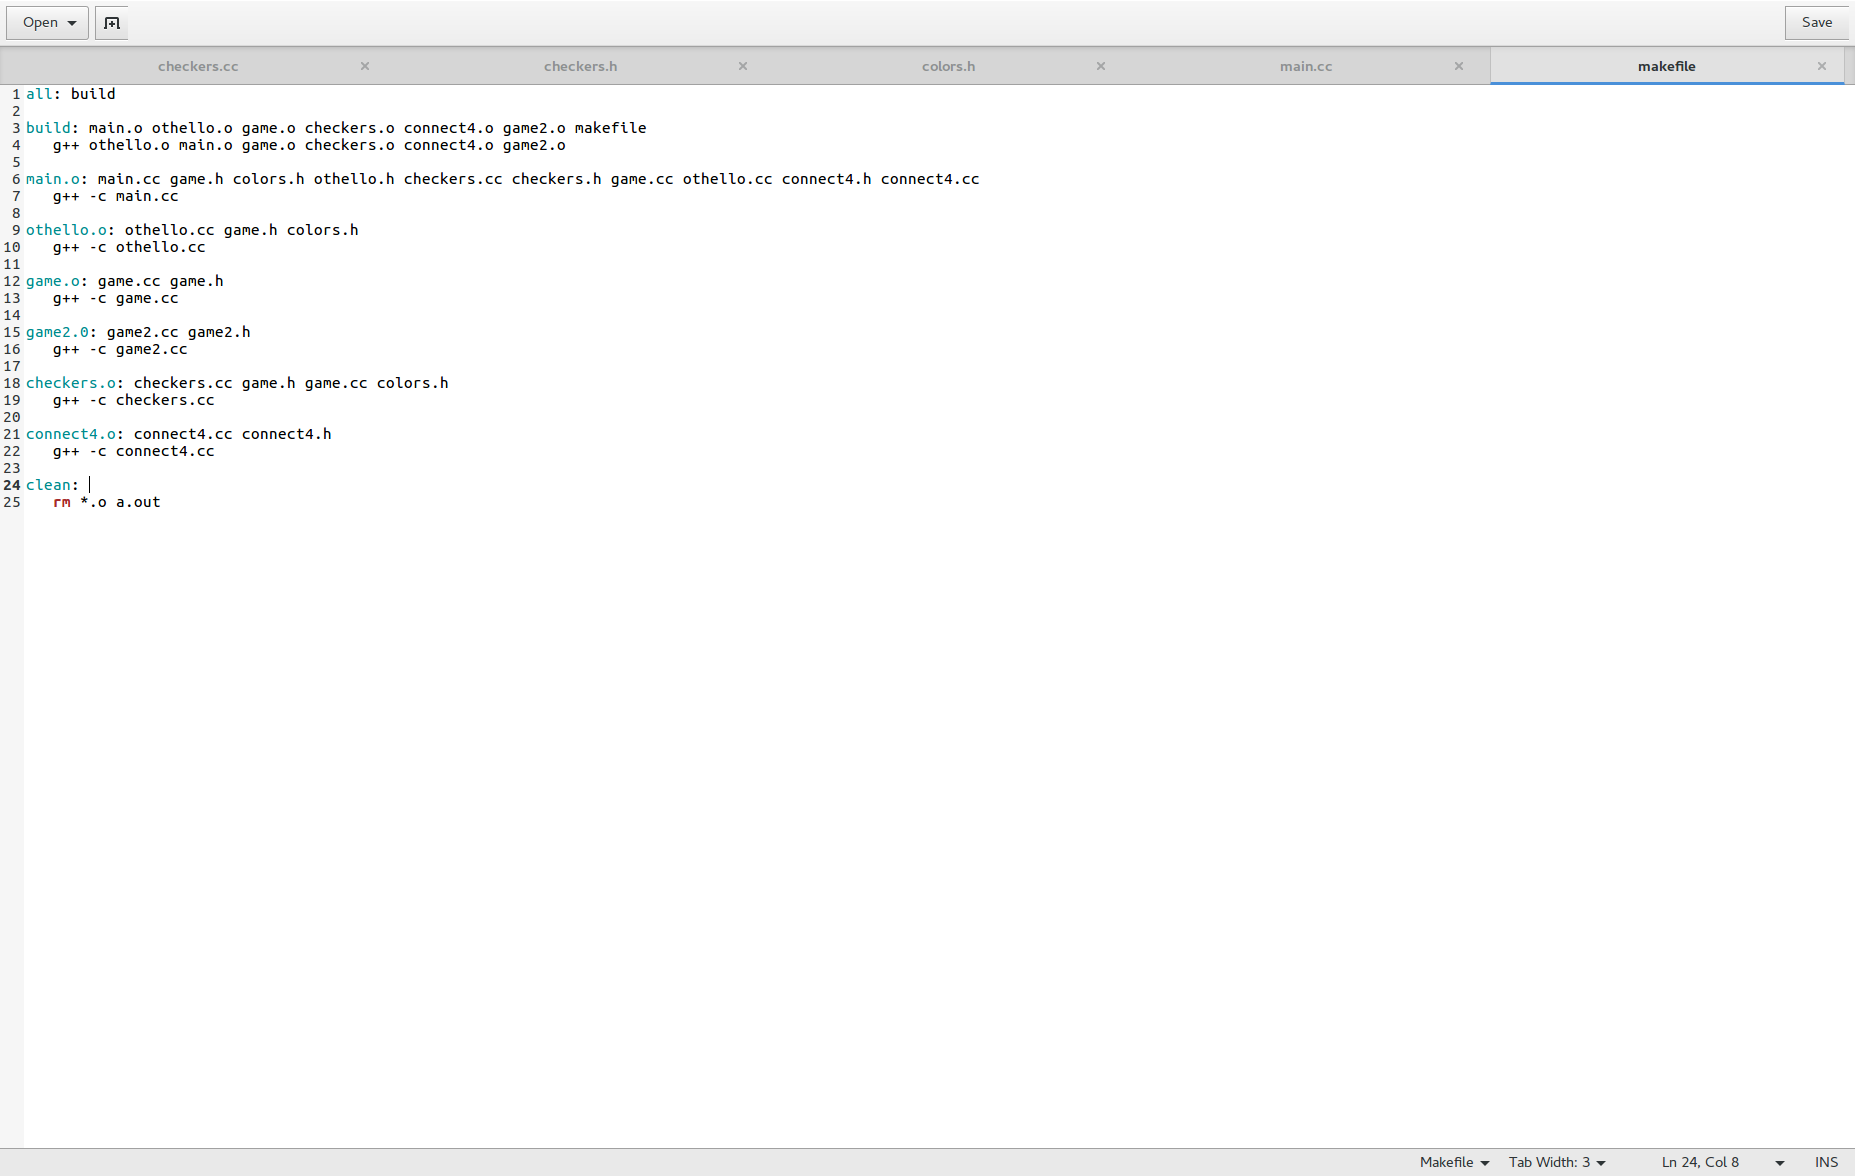 Open
Save
checkers.cc × checkers.h × colors.h × main.cc × makefile ×
1 all: build
2
3 build: main.o othello.o game.o checkers.o connect4.o game2.o makefile
4    g++ othello.o main.o game.o checkers.o connect4.o game2.o
5
6 main.o: main.cc game.h colors.h othello.h checkers.cc checkers.h game.cc othello.cc connect4.h connect4.cc
7    g++ -c main.cc
8
9 othello.o: othello.cc game.h colors.h
10    g++ -c othello.cc
11
12 game.o: game.cc game.h
13    g++ -c game.cc
14
15 game2.0: game2.cc game2.h
16    g++ -c game2.cc
17
18 checkers.o: checkers.cc game.h game.cc colors.h
19    g++ -c checkers.cc
20
21 connect4.o: connect4.cc connect4.h
22    g++ -c connect4.cc
23
24 clean:
25    rm *.o a.out
Makefile Tab Width: 3 Ln 24, Col 8 INS